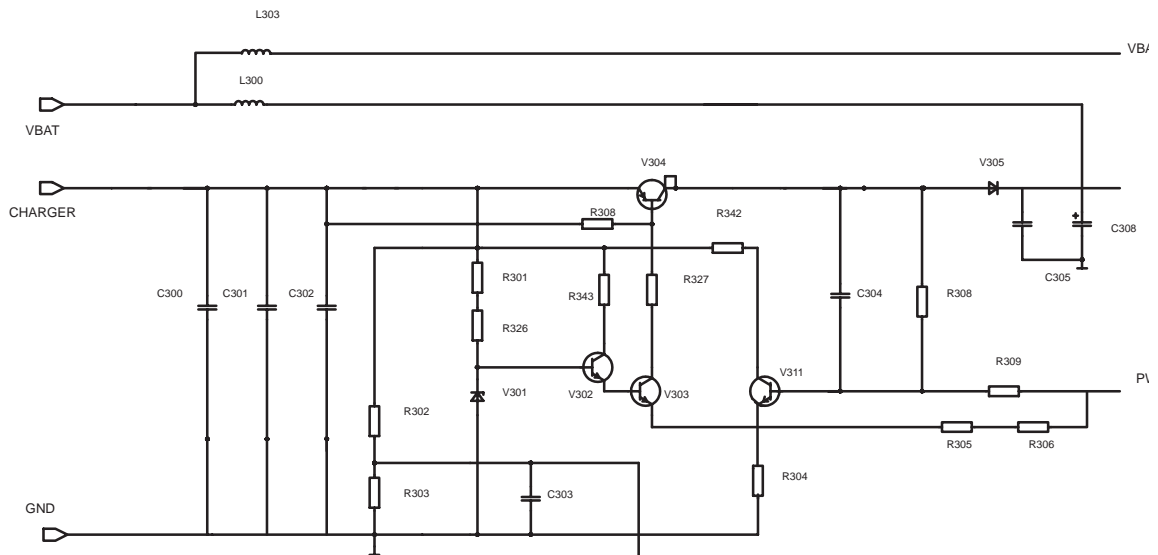 L303
VBA
L300
VBAT
V304
V305
CHARGER
R308
R342
C308
R301
R327
C305
C300
C301
C302
R343
C304
R308
R326
R309
V301
V302
V303
V311
PW
R302
R305
R306
R304
R303
C303
GND